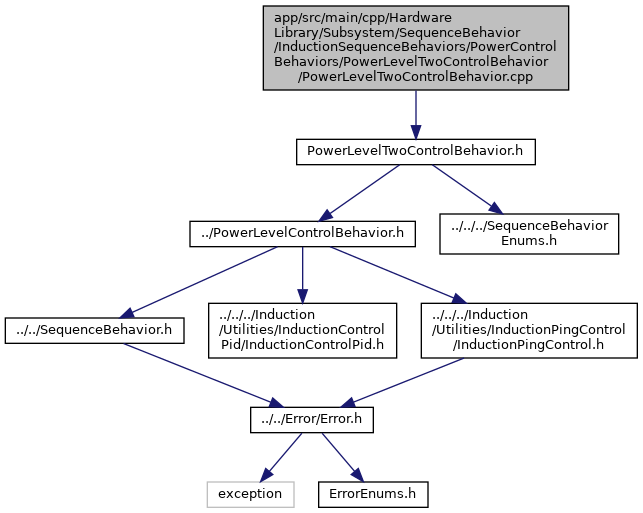 app/src/main/cpp/Hardware
Library/Subsystem/SequenceBehavior
/InductionSequenceBehaviors/PowerControl
Behaviors/PowerLevelTwoControlBehavior
/PowerLevelTwoControlBehavior.cpp
PowerLevelTwoControlBehavior.h
../PowerLevelControlBehavior.h
../../../SequenceBehavior
Enums.h
../../SequenceBehavior.h
../../../Induction
/Utilities/InductionControl
Pid/InductionControlPid.h
../../../Induction
/Utilities/InductionPingControl
/InductionPingControl.h
../../Error/Error.h
exception
ErrorEnums.h